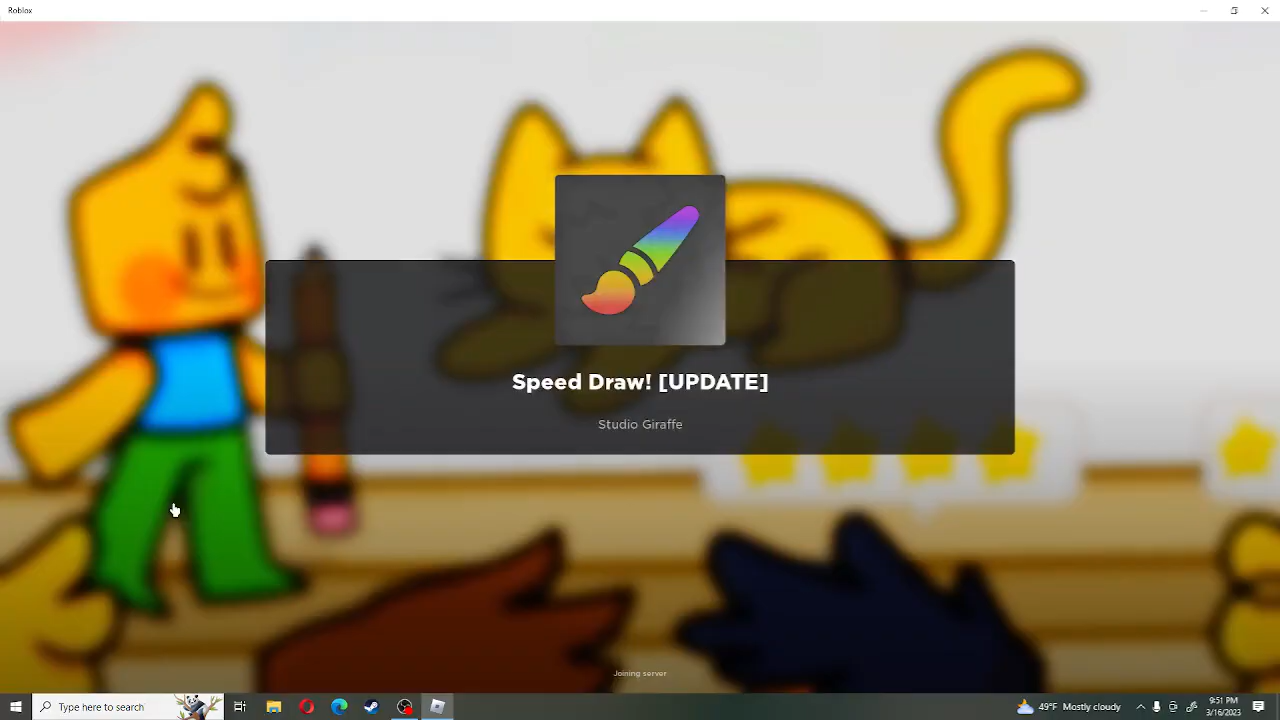 Roblox
Speed Draw! [UPDATE]
Studio Giraffe
Joining server
Type here to search
49°F Mostly cloudy
9:51 PM
3/16/2023